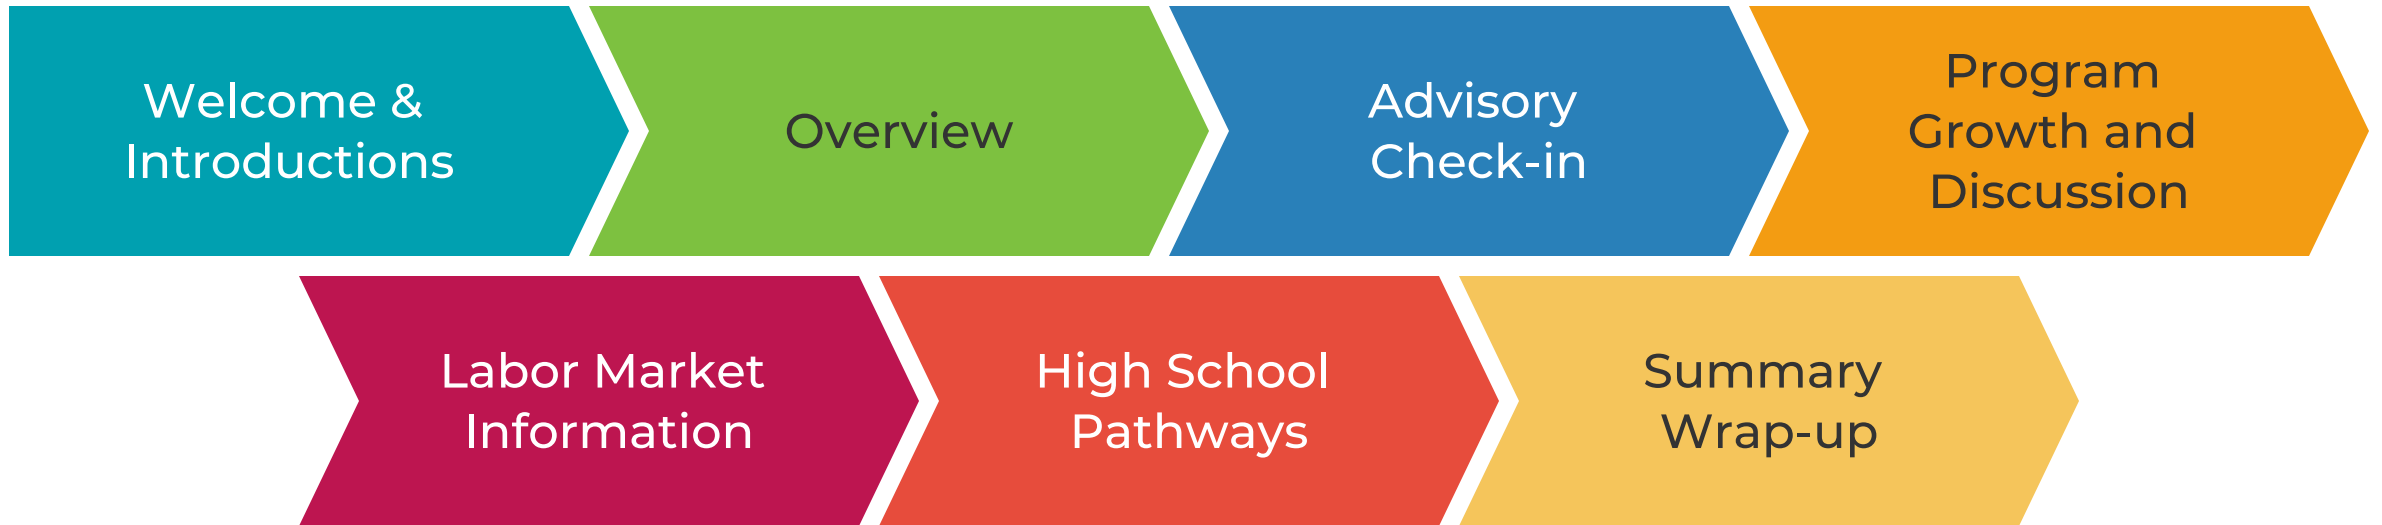 Welcome &
Introductions
Overview
Advisory
Check-in
Program
Growth and
Discussion
Labor Market
Information
High School
Pathways
Summary
Wrap-up